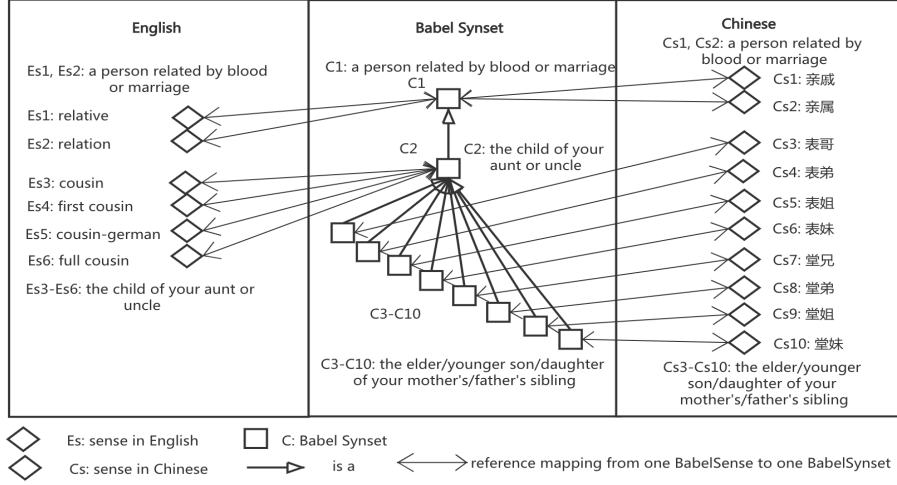 English
Babel Synset
Chinese
Es1, Es2: a person related by blood
or marriage
Es1: relative
Es2: relation
Es3: cousin
Es4: first cousin
Es5: cousin-german
Es6: full cousin
Es3-Es6: the child of your aunt or
uncle
C1: a person related by blood or marriage
C1
C2
C2: the child of your
aunt or uncle
C3-C10
C3-C10: the elder/younger son/daughter
of your mother's/father's sibling
Cs1, Cs2: a person related by
blood or marriage
Cs1: 亲戚
Cs2: 亲属
Cs3: 表哥
Cs4: 表弟
Cs5: 表姐
Cs6: 表妹
Cs7: 堂兄
Cs8: 堂弟
Cs9: 堂姐
Cs10: 堂妹
Cs3-Cs10: the elder/younger
son/daughter of your
mother's/father's sibling
Es: sense in English
C: Babel Synset
Cs: sense in Chinese
is a
reference mapping from one BabelSense to one BabelSynset